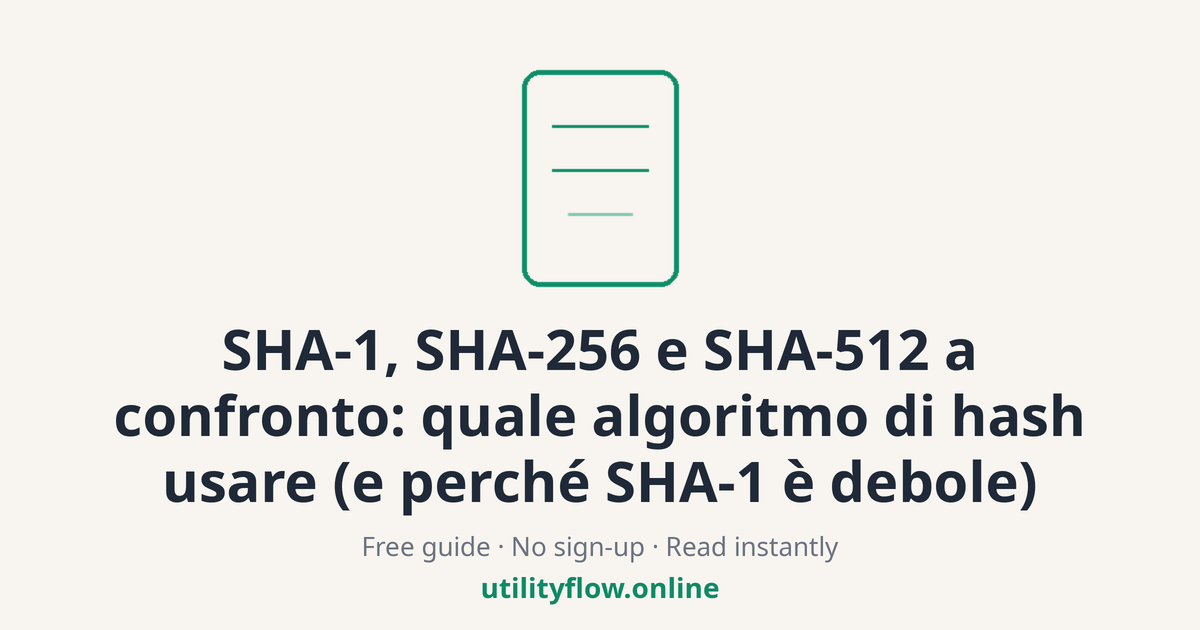 SHA-1, SHA-256 e SHA-512 a
confronto: quale algoritmo di hash
usare (e perché SHA-1 è debole)
Free guide · No sign-up · Read instantly
utilityflow.online